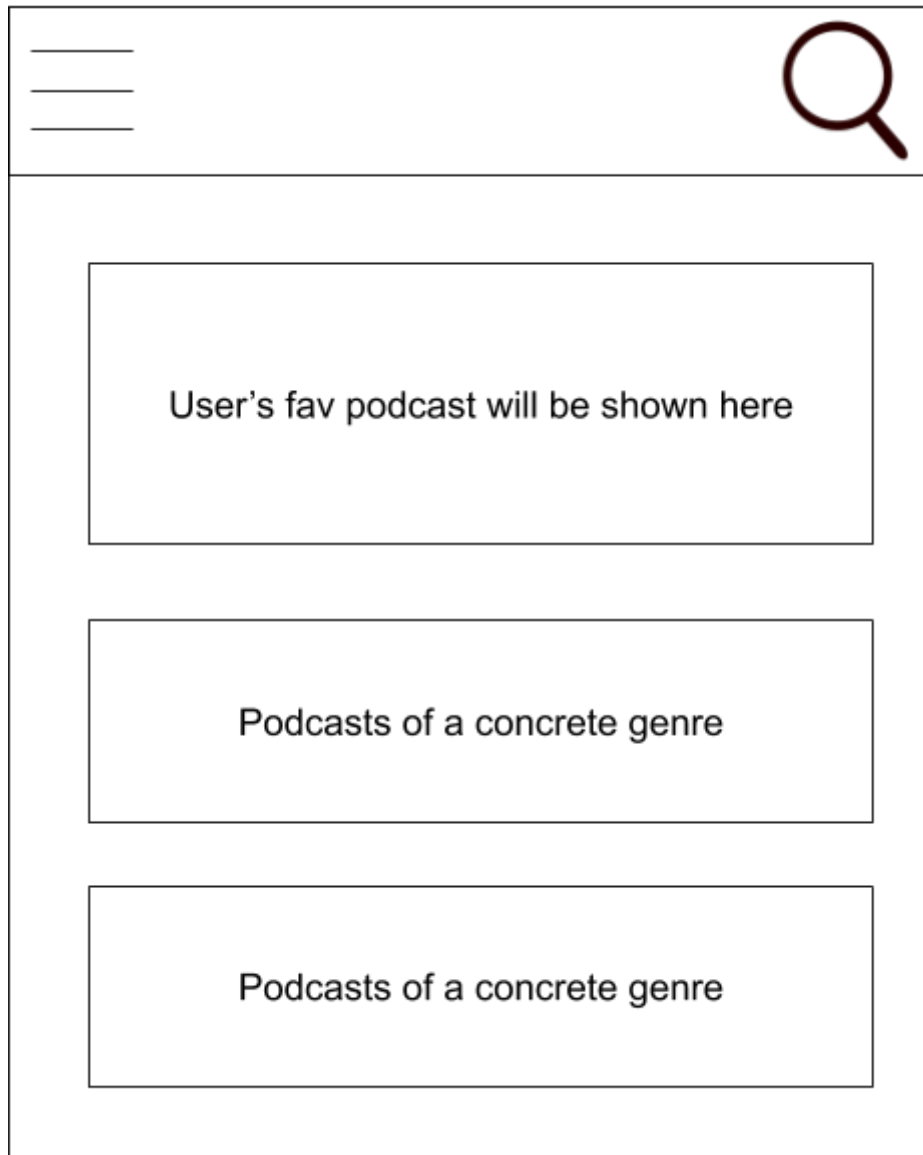 User’s fav podcast will be shown here
Podcasts of a concrete genre
Podcasts of a concrete genre